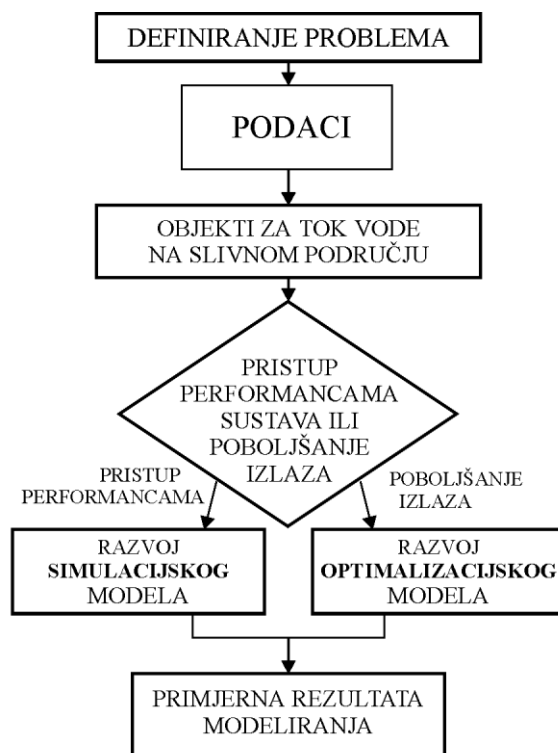 DEFINIRANJE PROBLEMA
PODACI
OBJEKTI ZA TOK VODE
NA SLIVNOM PODRUČJU
PRISTUP
PERFORMANCAMA
SUSTAVA ILI
POBOLJŠANJE
IZLAZA
PRISTUP
PERFORMANCAMA
POBOLJŠANJE
IZLAZA
RAZVOJ
SIMULACIJSKOG
MODELA
RAZVOJ
OPTIMALIZACIJSKOG
MODELA
PRIMJERNA REZULTATA
MODELIRANJA